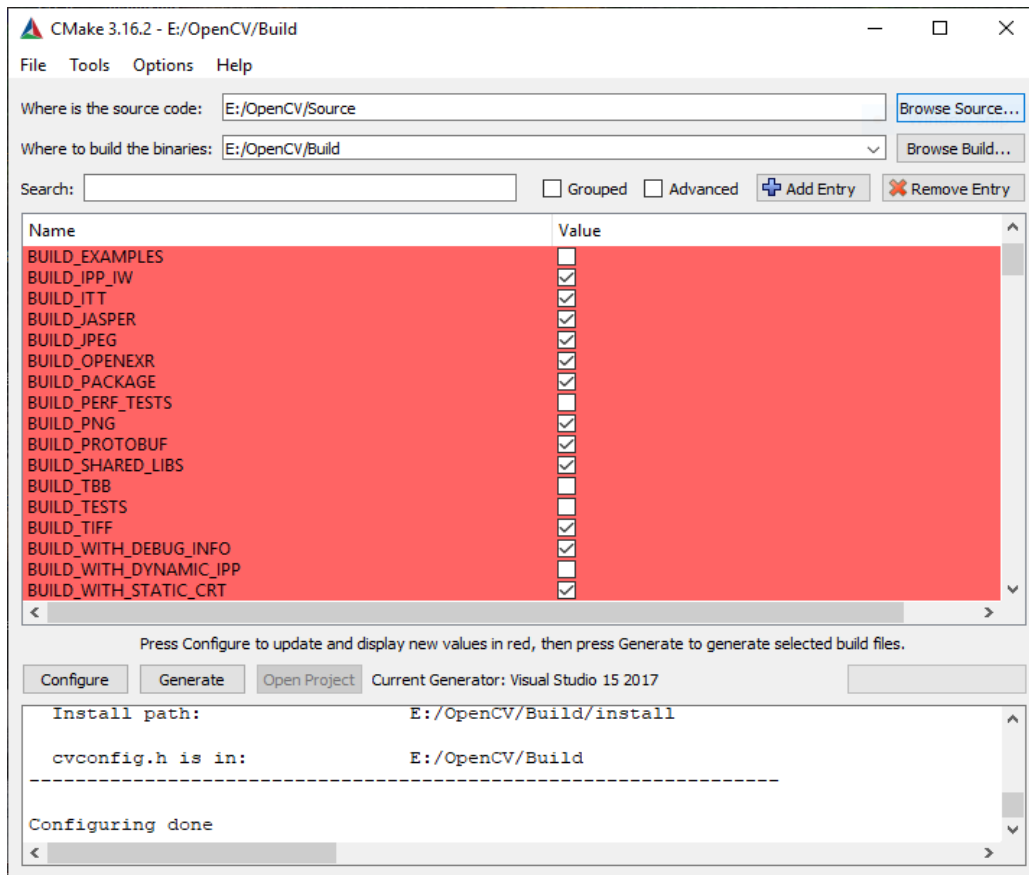 CMake 3.16.2 - E:/OpenCV/Build
File Tools Options Help
Where is the source code: E:/OpenCV/Source Browse Source...
Where to build the binaries: E:/OpenCV/Build Browse Build...
Search: Grouped Advanced Add Entry Remove Entry
Name Value
BUILD_EXAMPLES
BUILD_IPP_IW
BUILD_ITT
BUILD_JASPER
BUILD_JPEG
BUILD_OPENEXR
BUILD_PACKAGE
BUILD_PERF_TESTS
BUILD_PNG
BUILD_PROTOBUF
BUILD_SHARED_LIBS
BUILD_TBB
BUILD_TESTS
BUILD_TIFF
BUILD_WITH_DEBUG_INFO
BUILD_WITH_DYNAMIC_IPP
BUILD_WITH_STATIC_CRT
Press Configure to update and display new values in red, then press Generate to generate selected build files.
Configure Generate Open Project Current Generator: Visual Studio 15 2017
Install path: E:/OpenCV/Build/install
cvconfig.h is in: E:/OpenCV/Build
-----------------------------------------------------------------
Configuring done